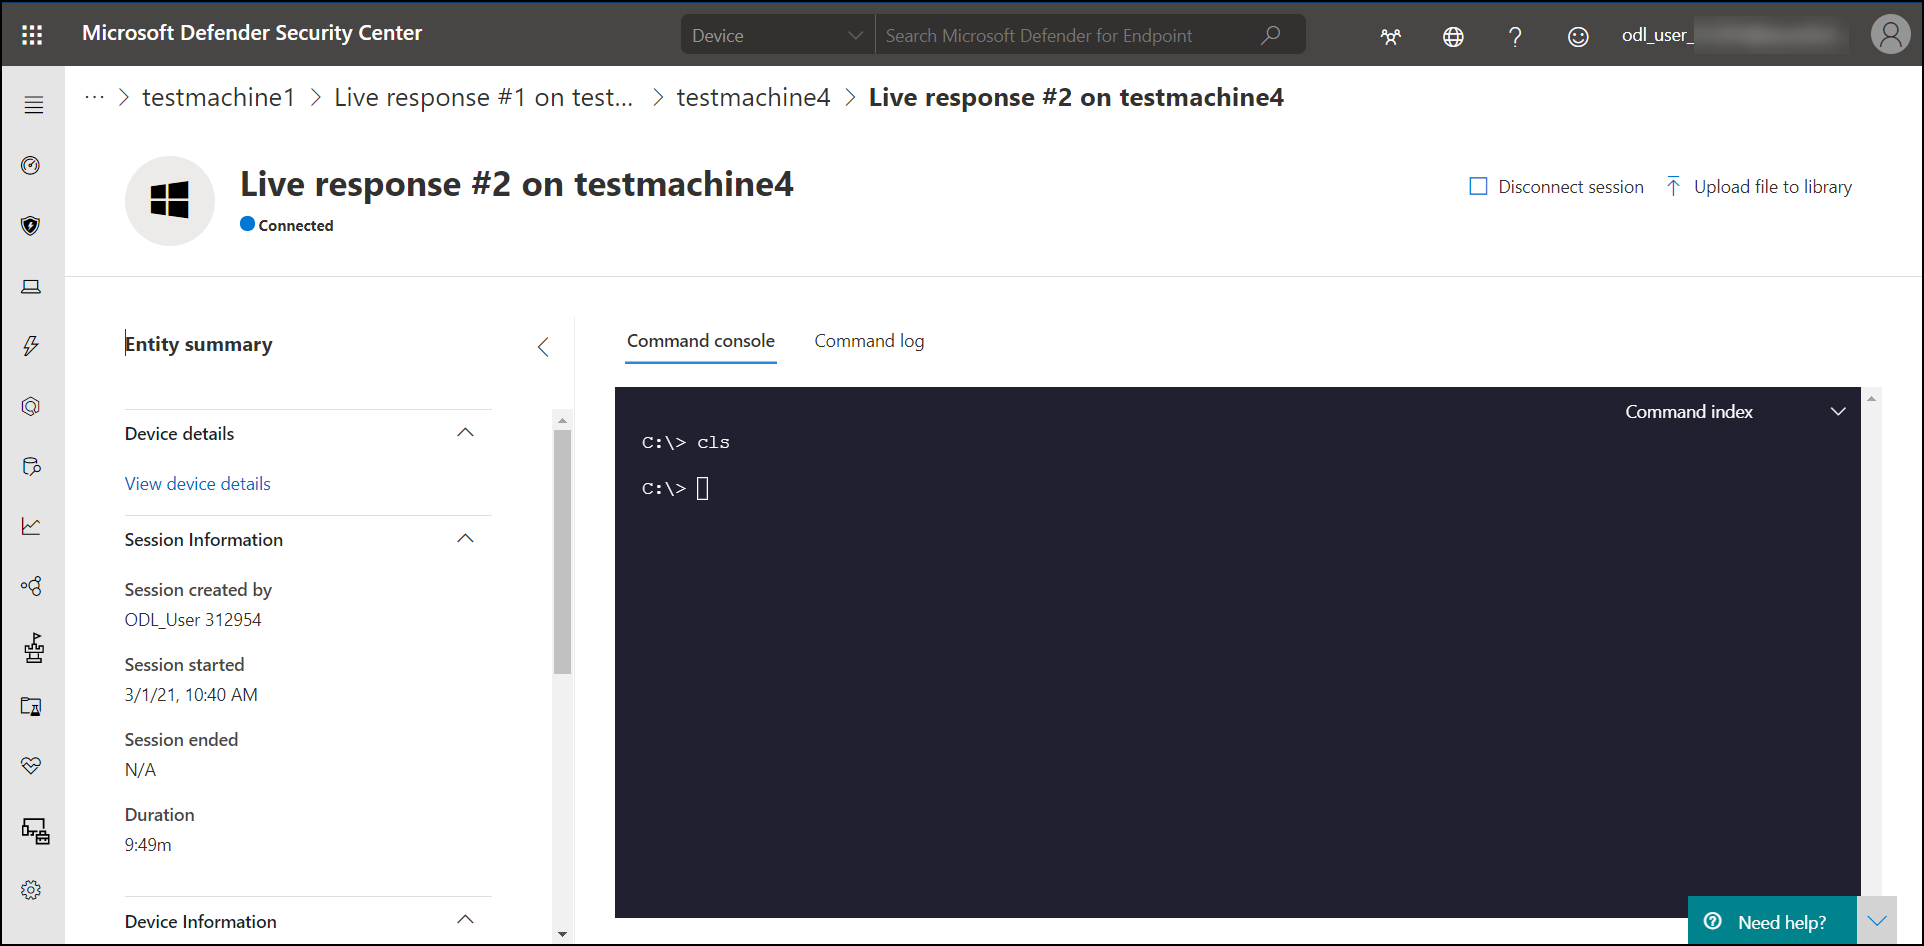 Microsoft Defender Security Center
Device
Search Microsoft Defender for Endpoint
?
odl_user_
··· > testmachine1 > Live response #1 on test... > testmachine4 > Live response #2 on testmachine4
Live response #2 on testmachine4
Connected
Disconnect session
Upload file to library
Entity summary
Device details
View device details
Session Information
Session created by
ODL_User 312954
Session started
3/1/21, 10:40 AM
Session ended
N/A
Duration
9:49m
Device Information
Command console
Command log
Command index
C:\> cls
C:\>
Need help?